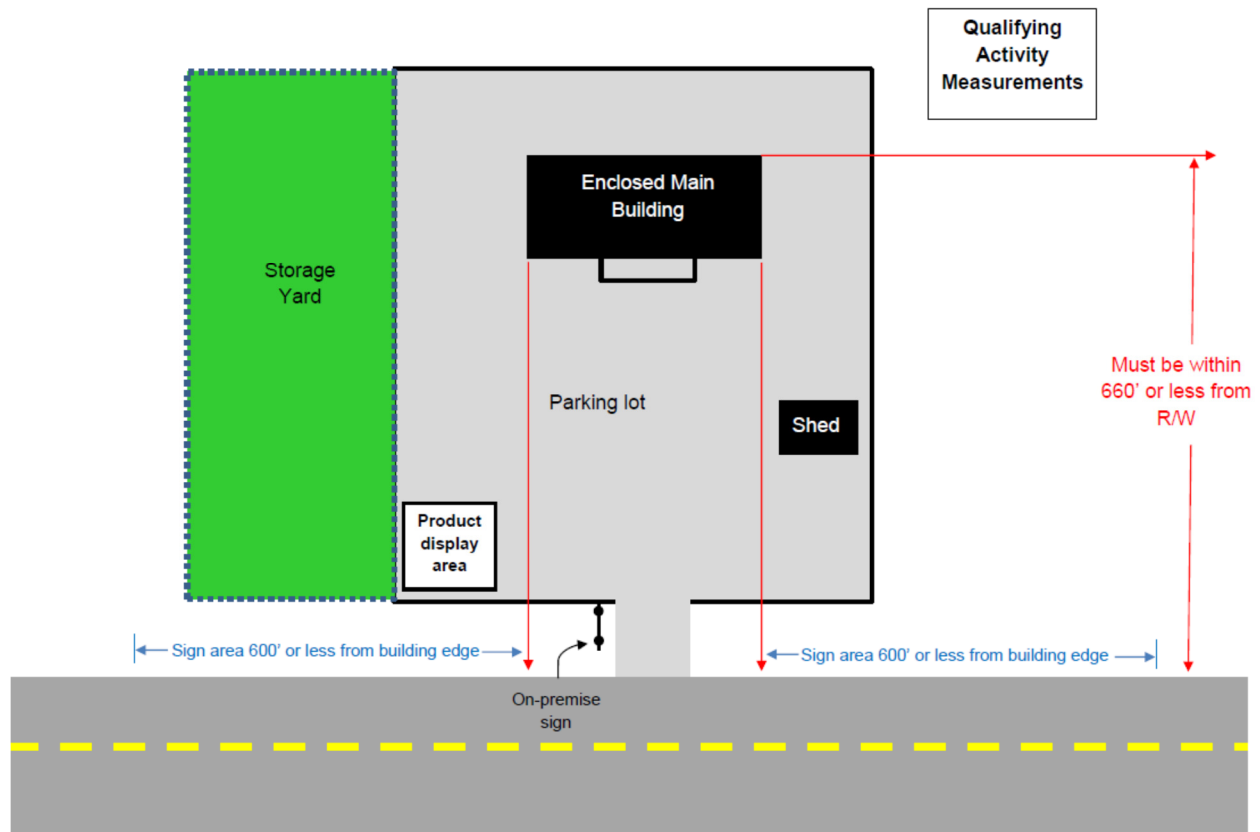 Qualifying
Activity
Measurements
Enclosed Main
Building
Storage
Yard
Must be within
660’ or less from
R/W
Parking lot
Shed
Product
display
area
Sign area 600’ or less from building edge
Sign area 600’ or less from building edge
On-premise
sign